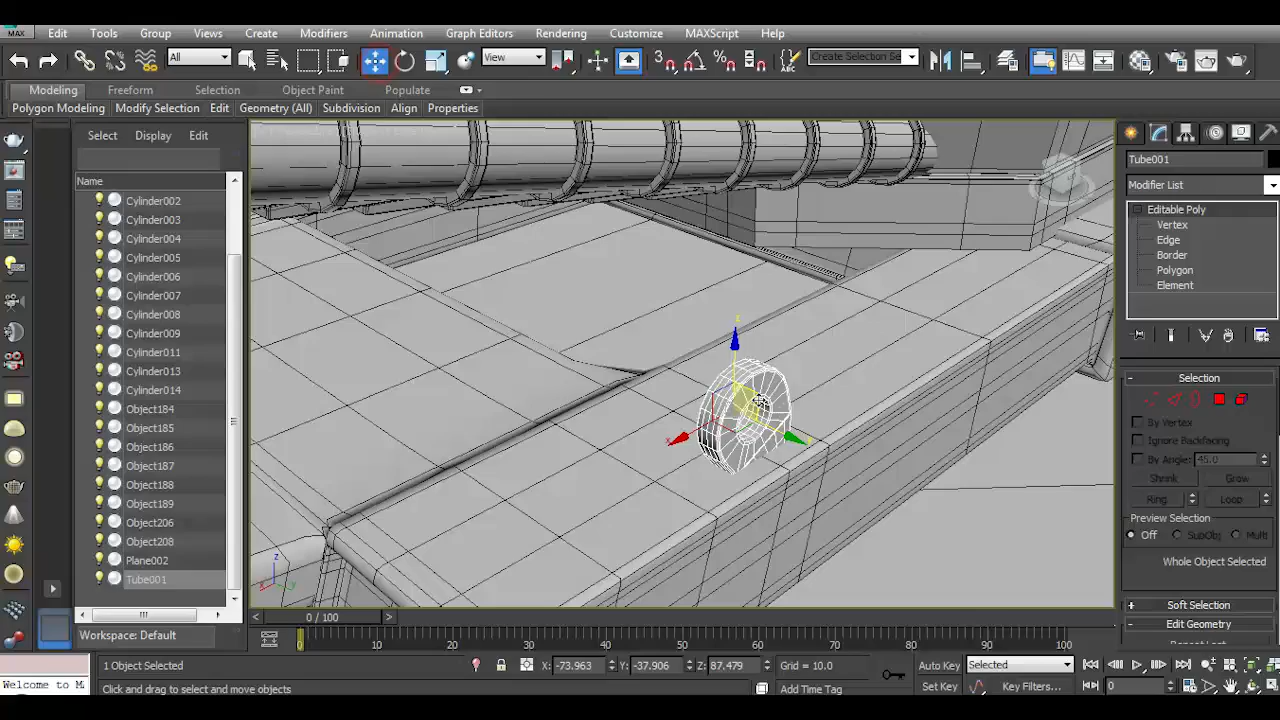 MAX Edit Tools Group Views Create Modifiers Animation Graph Editors Rendering Customize MAXScript Help
All View Create Selection Se
Modeling Freeform Selection Object Paint Populate
Polygon Modeling Modify Selection Edit Geometry (All) Subdivision Align Properties
Select Display Edit
Name
Cylinder002
Cylinder003
Cylinder004
Cylinder005
Cylinder006
Cylinder007
Cylinder008
Cylinder009
Cylinder011
Cylinder013
Cylinder014
Object184
Object185
Object186
Object187
Object188
Object189
Object206
Object208
Plane002
Tube001
Workspace: Default
z
x
y
z
x
y
Tube001
Modifier List
Editable Poly
Vertex
Edge
Border
Polygon
Element
- Selection
By Vertex
Ignore Backfacing
By Angle: 45.0
Shrink Grow
Ring Loop
Preview Selection
Off SubObj Multi
Whole Object Selected
+ Soft Selection
- Edit Geometry
< 0 / 100 >
0 10 20 30 40 50 60 70 80 90 100
1 Object Selected X: -73.963 Y: -37.906 Z: 87.479 Grid = 10.0 Auto Key Selected
Welcome to M Click and drag to select and move objects Add Time Tag Set Key Key Filters... 0